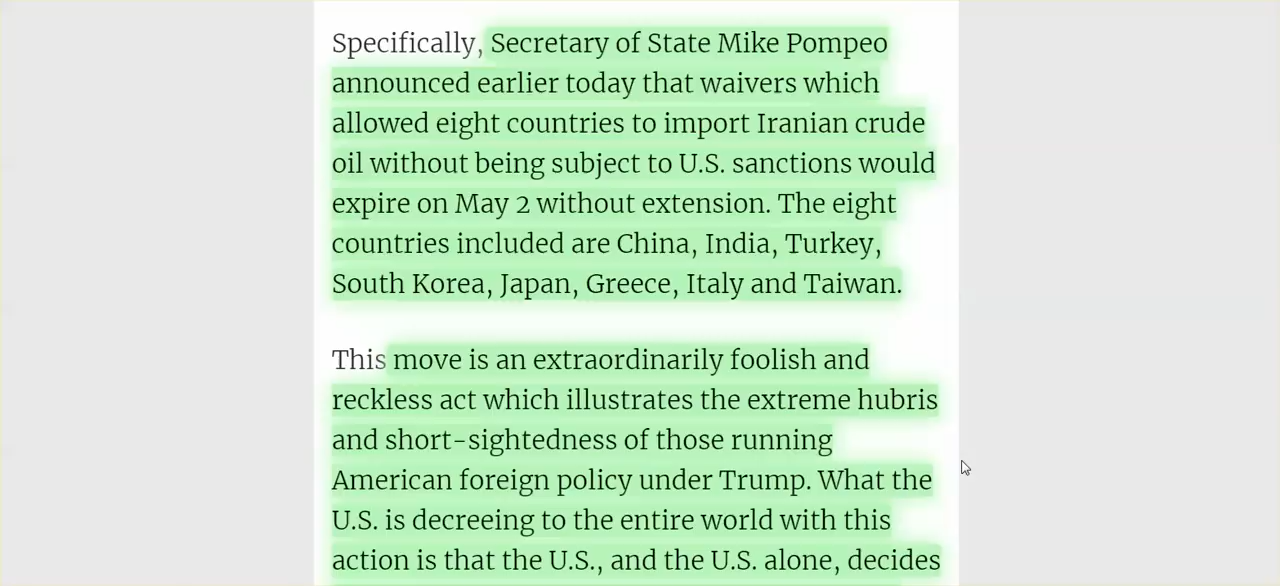 Specifically, Secretary of State Mike Pompeo
announced earlier today that waivers which
allowed eight countries to import Iranian crude
oil without being subject to U.S. sanctions would
expire on May 2 without extension. The eight
countries included are China, India, Turkey,
South Korea, Japan, Greece, Italy and Taiwan.
This move is an extraordinarily foolish and
reckless act which illustrates the extreme hubris
and short-sightedness of those running
American foreign policy under Trump. What the
U.S. is decreeing to the entire world with this
action is that the U.S., and the U.S. alone, decides